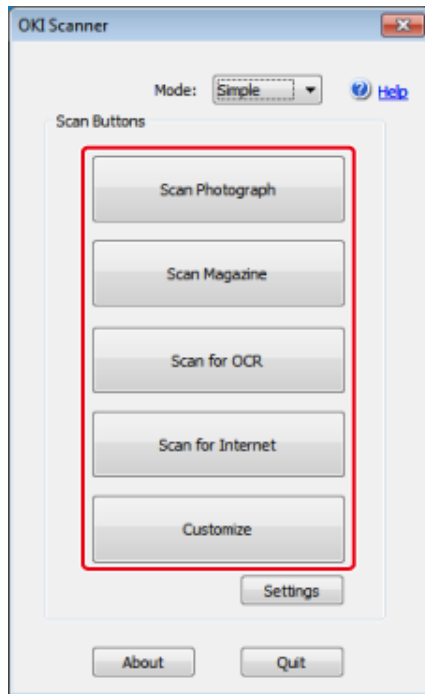 OKI Scanner
Mode: Simple Help
Scan Buttons
Scan Photograph
Scan Magazine
Scan for OCR
Scan for Internet
Customize
Settings
About Quit